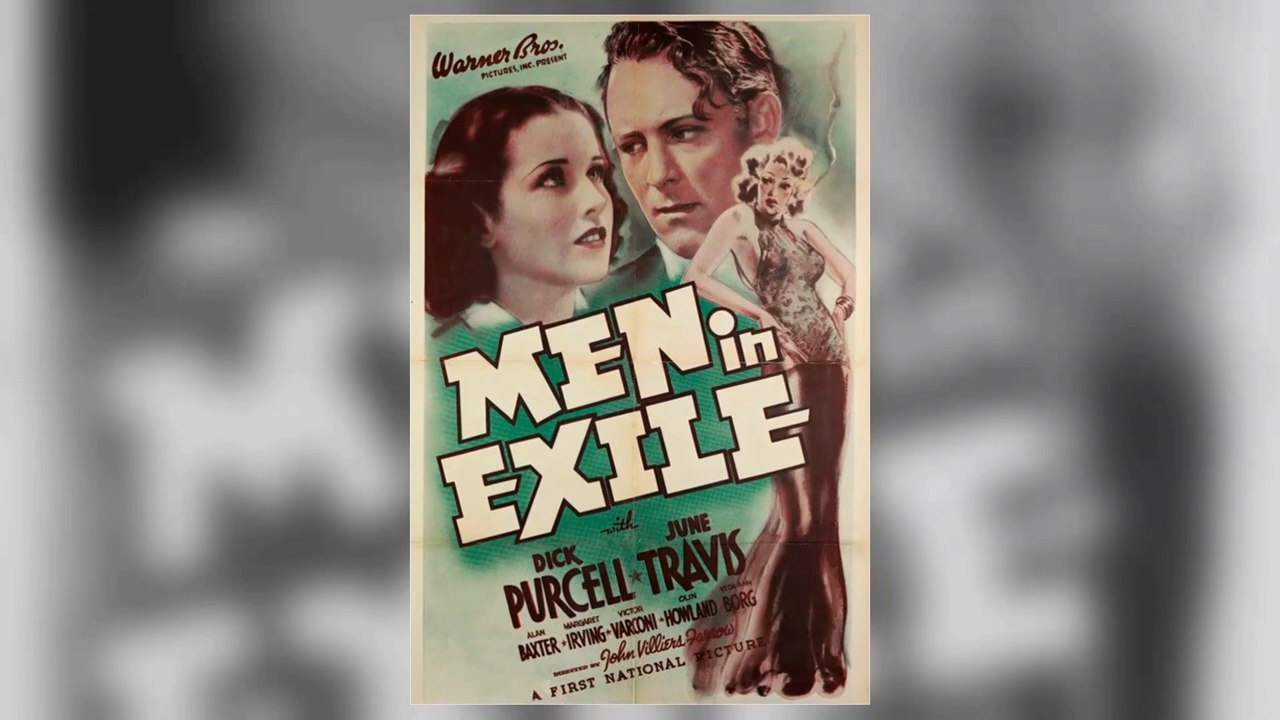 Warner Bros.
PICTURES, INC. PRESENT
MEN in
EXILE
with
DICK PURCELL * JUNE TRAVIS
ALAN BAXTER * MARGARET IRVING * VICTOR VARCONI * OLIN HOWLAND BORG
DIRECTED BY John Villiers Farrow
A FIRST NATIONAL PICTURE